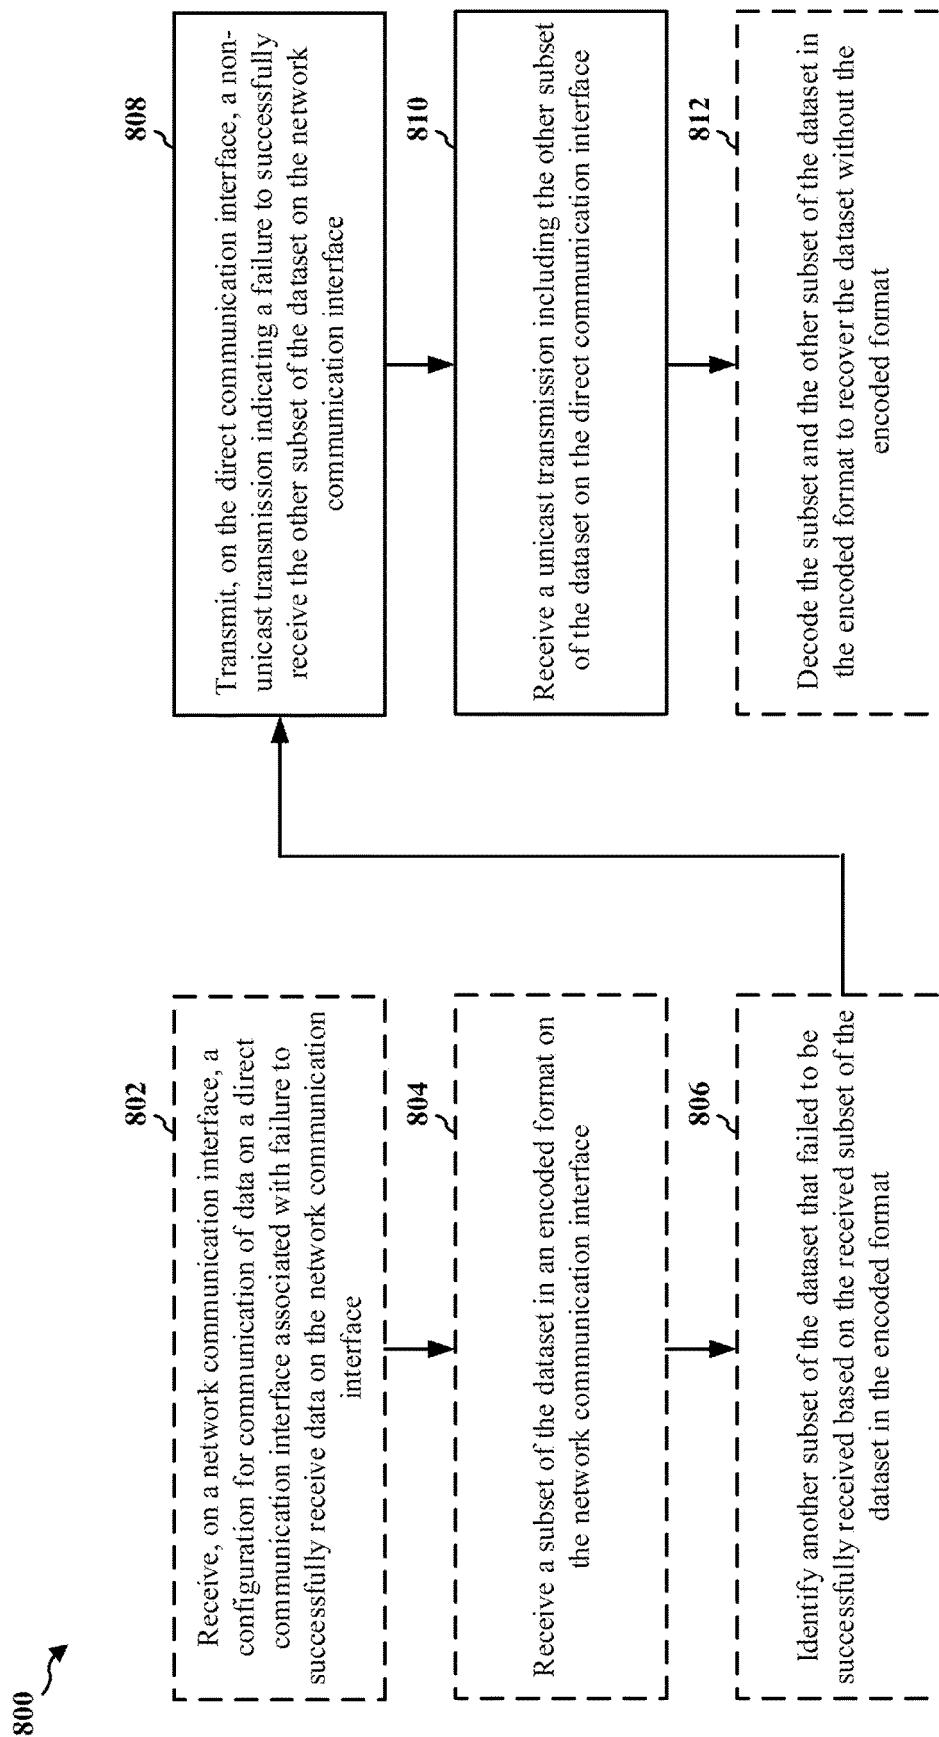 800
802
Receive, on a network communication interface, a
configuration for communication of data on a direct
communication interface associated with failure to
successfully receive data on the network communication
interface
804
Receive a subset of the dataset in an encoded format on
the network communication interface
806
Identify another subset of the dataset that failed to be
successfully received based on the received subset of the
dataset in the encoded format
808
Transmit, on the direct communication interface, a non-
unicast transmission indicating a failure to successfully
receive the other subset of the dataset on the network
communication interface
810
Receive a unicast transmission including the other subset
of the dataset on the direct communication interface
812
Decode the subset and the other subset of the dataset in
the encoded format to recover the dataset without the
encoded format